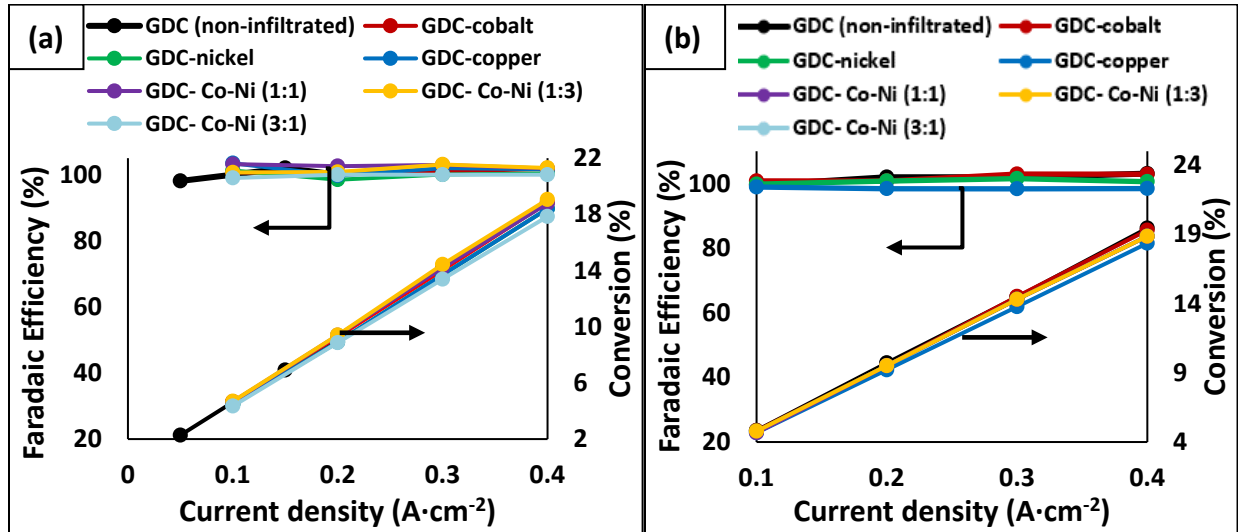 (a)
GDC (non-infiltrated) GDC-cobalt
GDC-nickel GDC-copper
GDC- Co-Ni (1:1) GDC- Co-Ni (1:3)
GDC- Co-Ni (3:1)
Faradaic Efficiency (%)
100
80
60
40
20
22
18
14
10
6
2
Conversion (%)
0 0.1 0.2 0.3 0.4
Current density (A·cm-2)
(b)
GDC (non-infiltrated) GDC-cobalt
GDC-nickel GDC-copper
GDC- Co-Ni (1:1) GDC- Co-Ni (1:3)
GDC- Co-Ni (3:1)
Faradaic Efficiency (%)
100
80
60
40
20
24
19
14
9
4
Conversion (%)
0.1 0.2 0.3 0.4
Current density (A·cm-2)